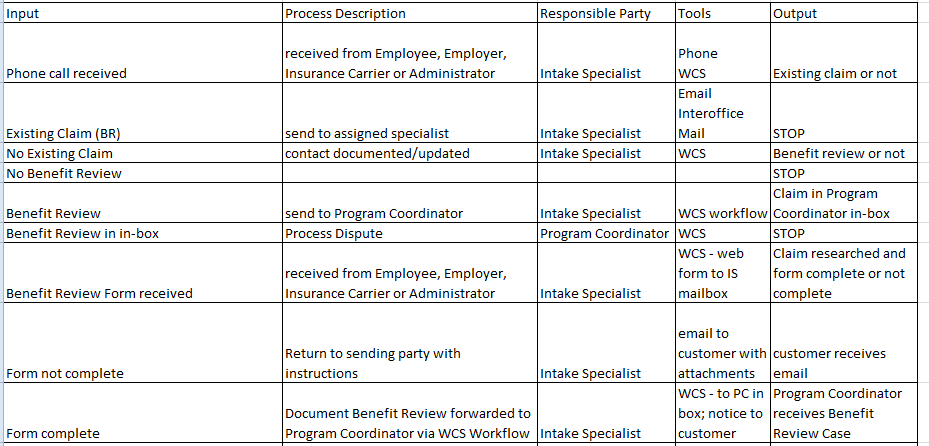 Input Process Description Responsible Party Tools Output
Phone call received
received from Employee, Employer,
Insurance Carrier or Administrator
Intake Specialist
Phone
WCS
Existing claim or not
Existing Claim (BR)
send to assigned specialist
Intake Specialist
Email
Interoffice
Mail
STOP
No Existing Claim
contact documented/updated
Intake Specialist
WCS
Benefit review or not
No Benefit Review
STOP
Benefit Review
send to Program Coordinator
Intake Specialist
WCS workflow
Claim in Program
Coordinator in-box
Benefit Review in in-box
Process Dispute
Program Coordinator
WCS
STOP
Benefit Review Form received
received from Employee, Employer,
Insurance Carrier or Administrator
Intake Specialist
WCS - web
form to IS
mailbox
Claim researched and
form complete or not
complete
Form not complete
Return to sending party with
instructions
Intake Specialist
email to
customer with
attachments
customer receives
email
Form complete
Document Benefit Review forwarded to
Program Coordinator via WCS Workflow
Intake Specialist
WCS - to PC in
box; notice to
customer
Program Coordinator
receives Benefit
Review Case